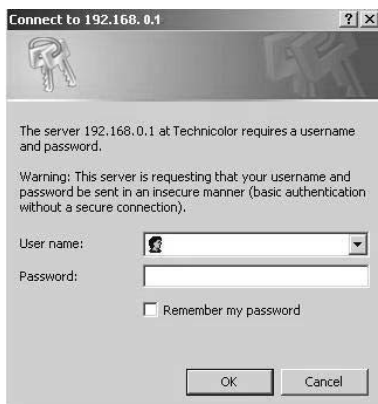 Connect to 192.168.0.1
The server 192.168.0.1 at Technicolor requires a username
and password.
Warning: This server is requesting that your username and
password be sent in an insecure manner (basic authentication
without a secure connection).
User name:
Password:
Remember my password
OK Cancel